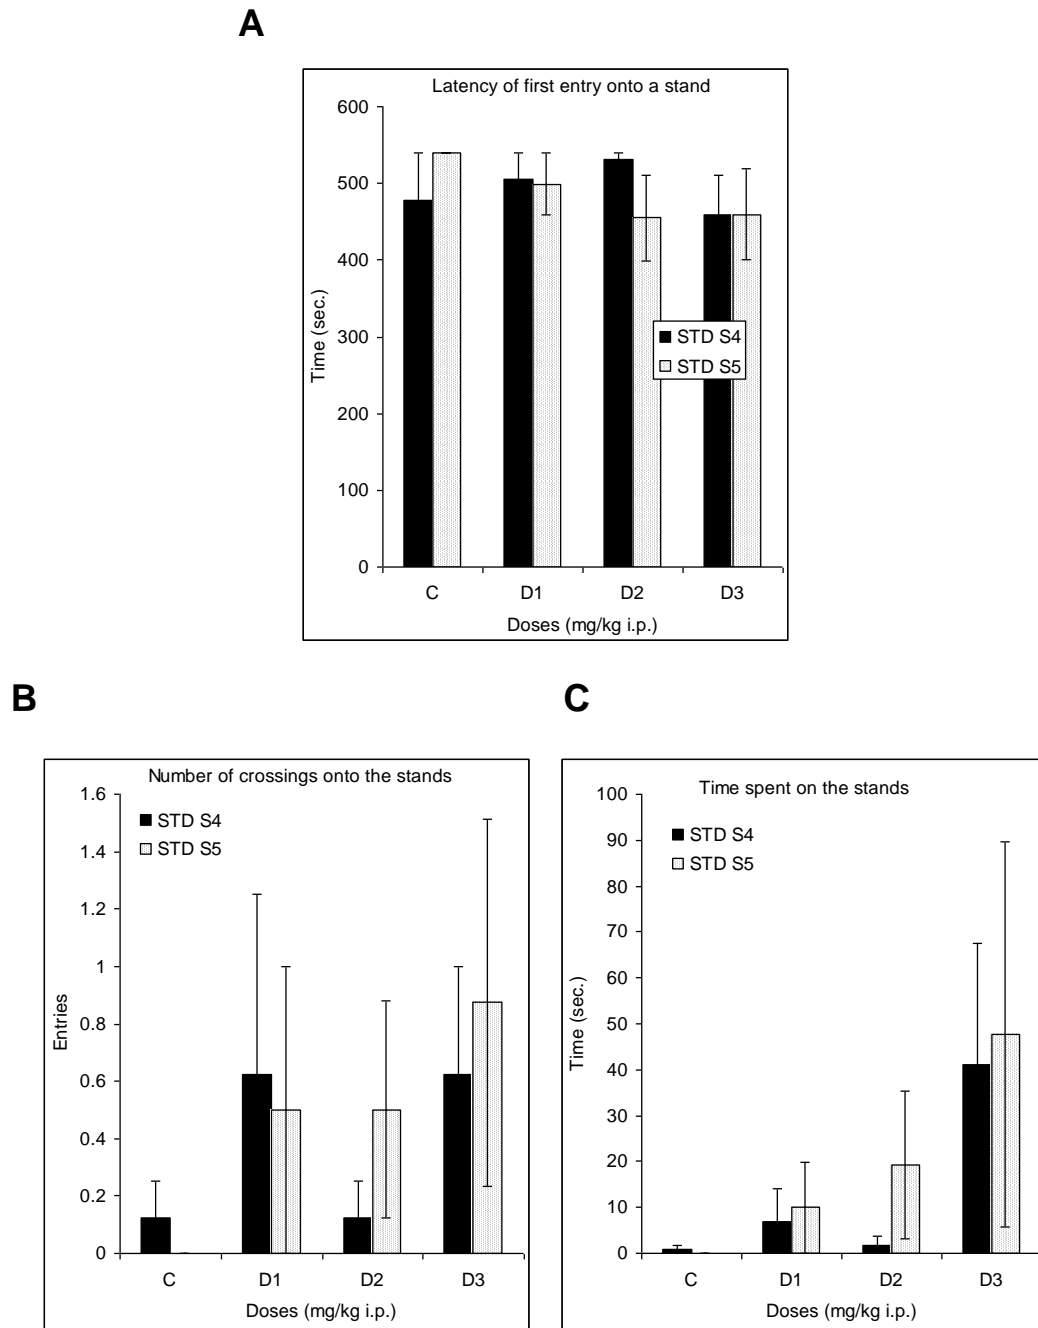 A
Latency of first entry onto a stand
600
500
400
300
200
100
0
Time (sec.)
STD S4
STD S5
C D1 D2 D3
Doses (mg/kg i.p.)
B
Number of crossings onto the stands
1.6
1.4
1.2
1
0.8
0.6
0.4
0.2
0
Entries
STD S4
STD S5
C D1 D2 D3
Doses (mg/kg i.p.)
C
Time spent on the stands
100
90
80
70
60
50
40
30
20
10
0
Time (sec.)
STD S4
STD S5
C D1 D2 D3
Doses (mg/kg i.p.)